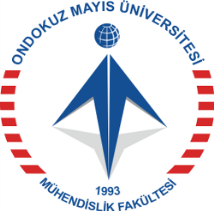 ONDOKUZ MAYIS ÜNİVERSİTESİ
1993
MÜHENDİSLİK FAKÜLTESİ